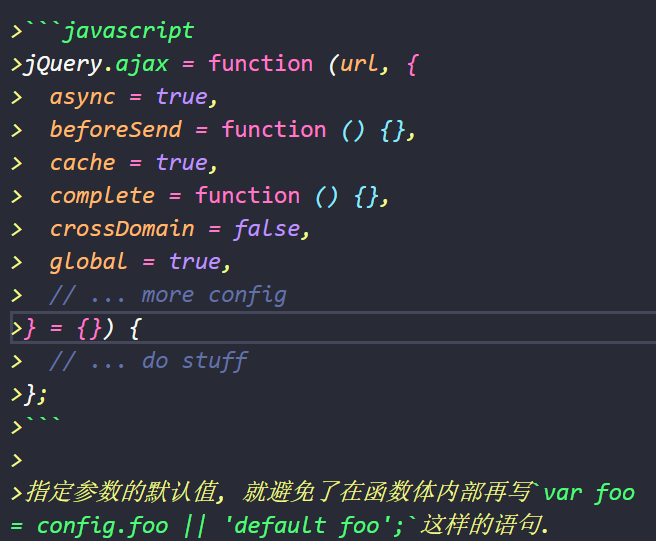 >```javascript
>jQuery.ajax = function (url, {
>  async = true,
>  beforeSend = function () {},
>  cache = true,
>  complete = function () {},
>  crossDomain = false,
>  global = true,
>  // ... more config
>} = {}) {
>  // ... do stuff
>};
>```
>
>指定参数的默认值, 就避免了在函数体内部再写`var foo
= config.foo || 'default foo';`这样的语句.